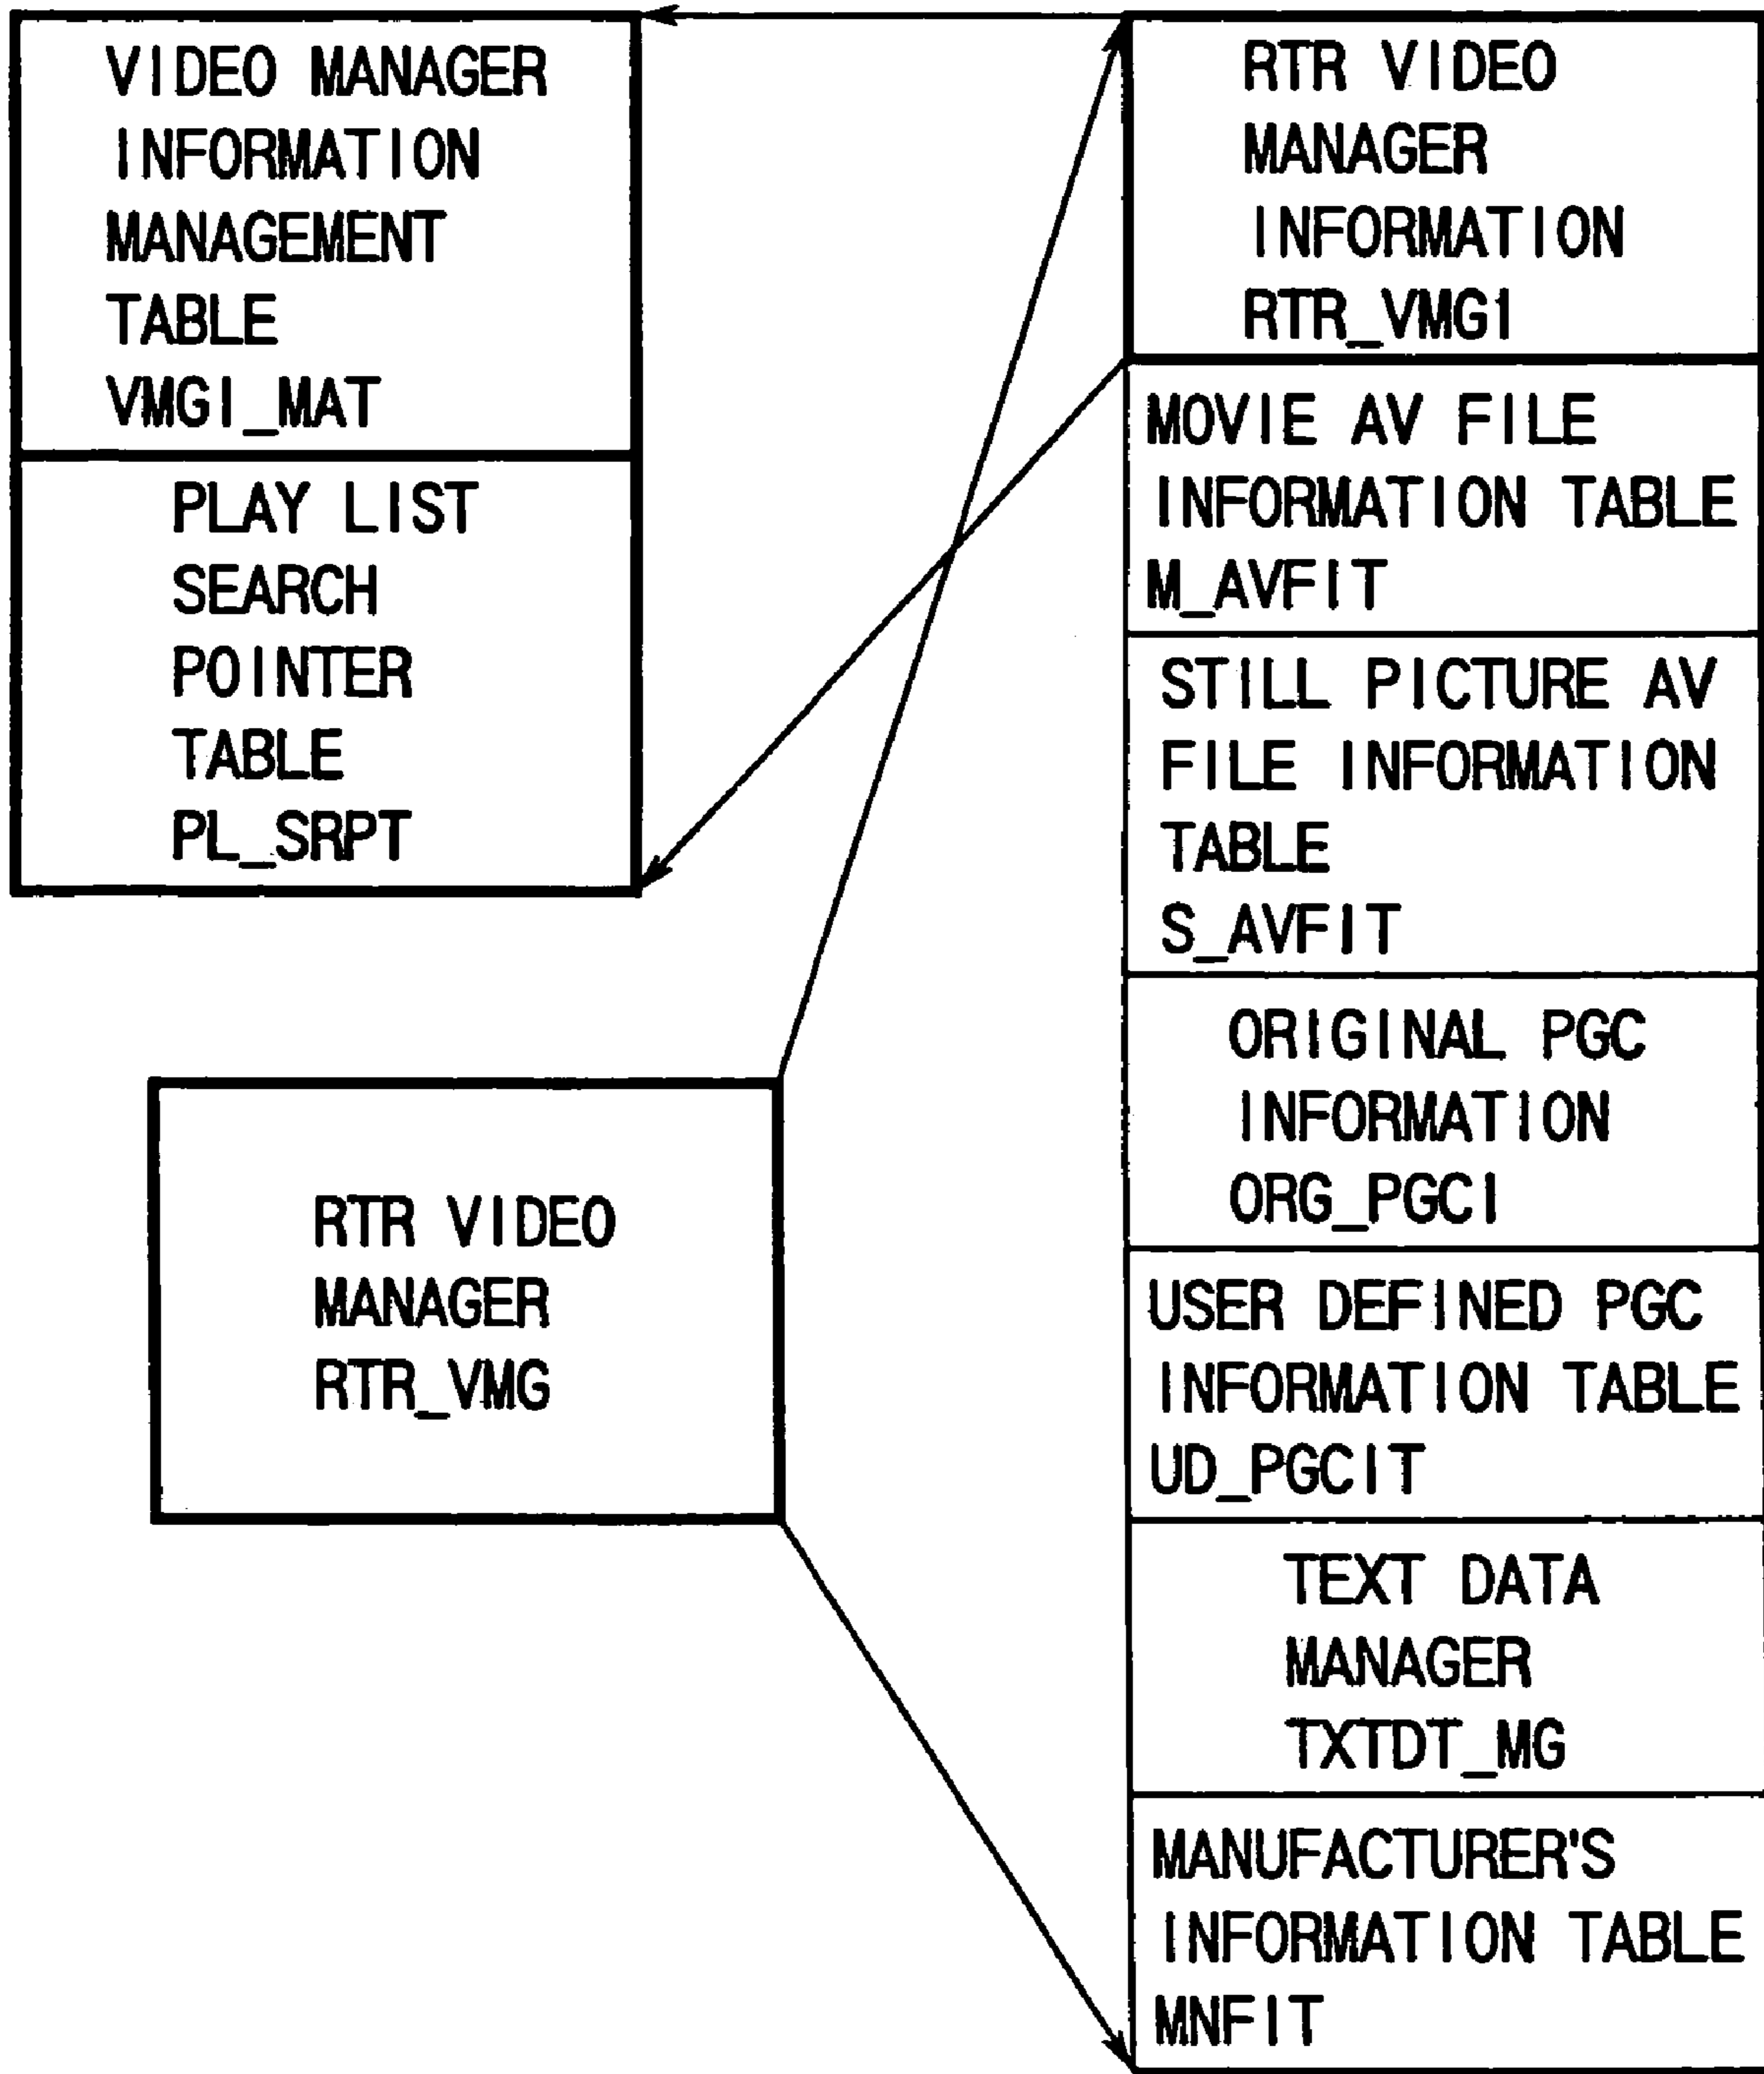 VIDEO MANAGER
INFORMATION
MANAGEMENT
TABLE
VMGI_MAT
PLAY LIST
SEARCH
POINTER
TABLE
PL_SRPT
RTR VIDEO
MANAGER
RTR_VMG
RTR VIDEO
MANAGER
INFORMATION
RTR_VMGI
MOVIE AV FILE
INFORMATION TABLE
M_AVFIT
STILL PICTURE AV
FILE INFORMATION
TABLE
S_AVFIT
ORIGINAL PGC
INFORMATION
ORG_PGCI
USER DEFINED PGC
INFORMATION TABLE
UD_PGCIT
TEXT DATA
MANAGER
TXTDT_MG
MANUFACTURER'S
INFORMATION TABLE
MNFIT